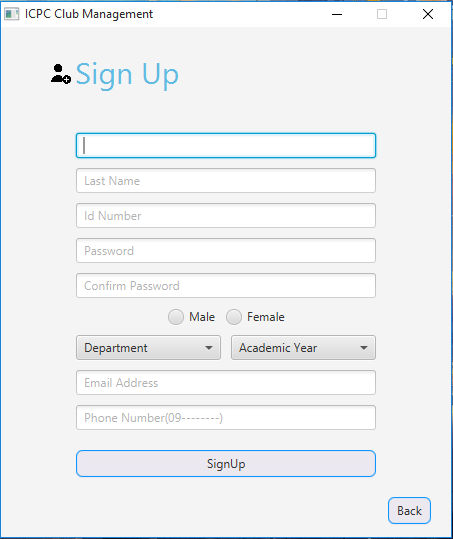 ICPC Club Management
Sign Up
Last Name
Id Number
Password
Confirm Password
Male Female
Department Academic Year
Email Address
Phone Number(09--------)
SignUp
Back